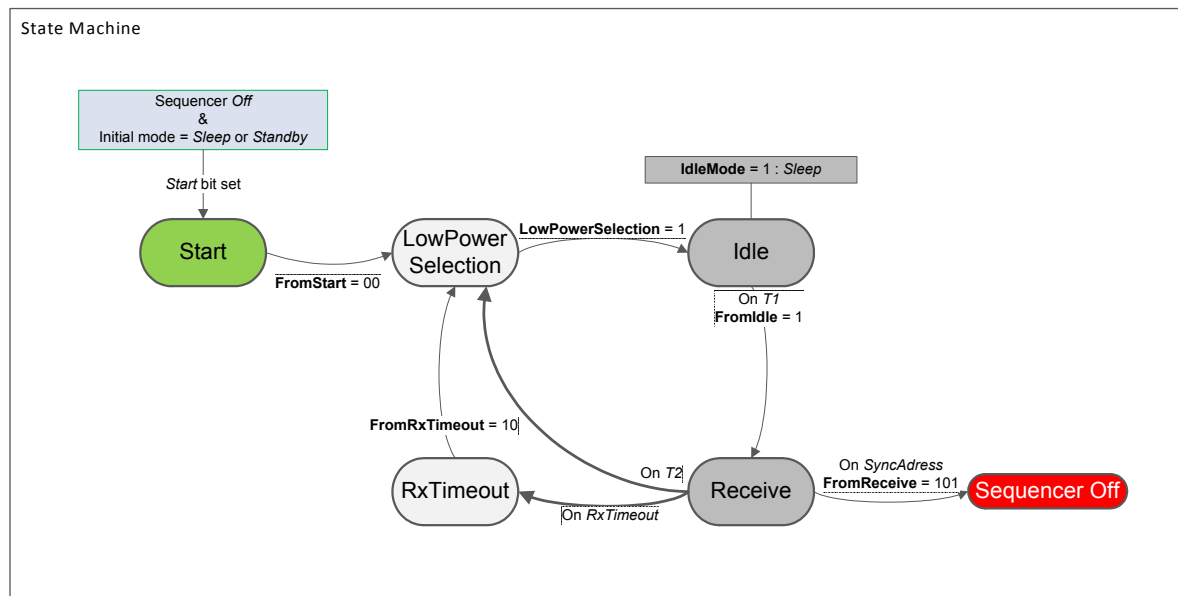 State Machine
Sequencer Off
&
Initial mode = Sleep or Standby
Start bit set
IdleMode = 1 : Sleep
Start
LowPower
Selection
LowPowerSelection = 1
Idle
FromStart = 00
On T1
FromIdle = 1
FromRxTimeout = 10
On T2
RxTimeout
On RxTimeout
Receive
On SyncAdress
FromReceive = 101
Sequencer Off